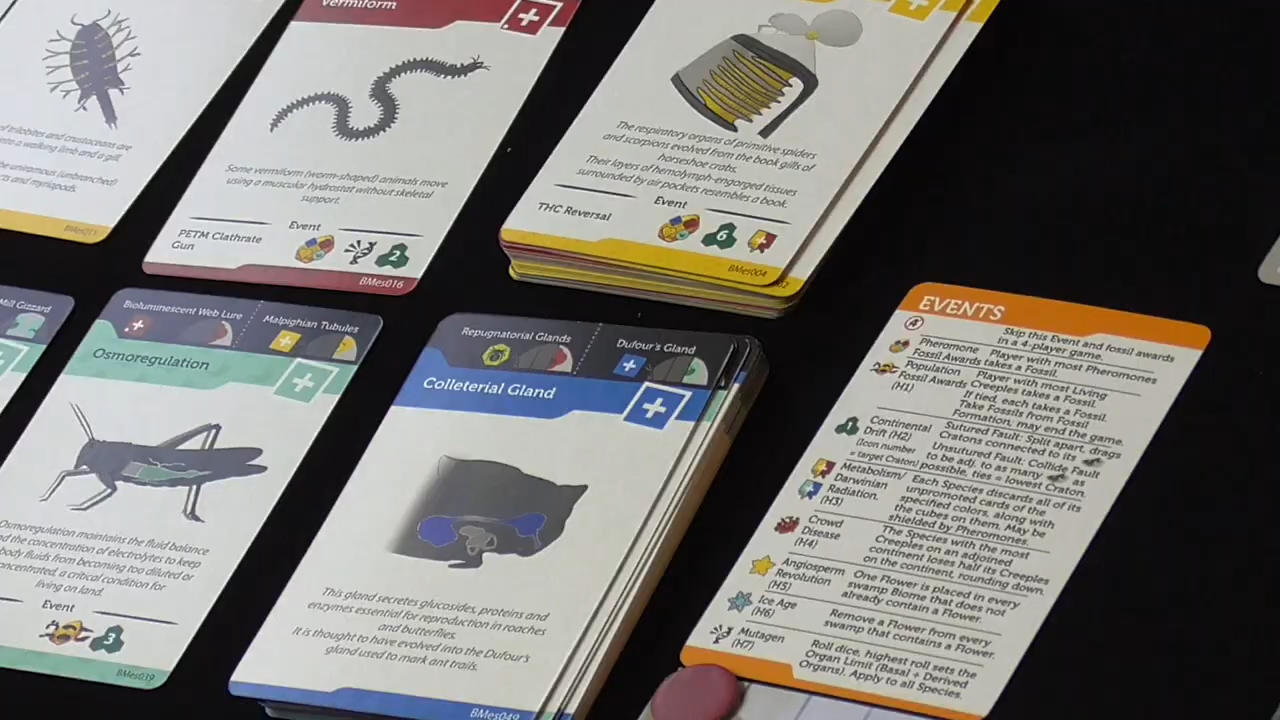 of trilobites and crustaceans are
into a walking limb and a gill.
uniramous (unbranched)
and myriapods.
BMes011
Vermiform
Some vermiform (worm-shaped) animals move
using a muscular hydrostat without skeletal
support.
Event
PETM Clathrate
Gun
2
BMes016
The respiratory organs of primitive spiders
and scorpions evolved from the book gills of
horseshoe crabs.
Their layers of hemolymph-engorged tissues
surrounded by air pockets resembles a book.
Event
THC Reversal
6
BMes004
Mill Gizzard
Bioluminescent Web Lure
Malpighian Tubules
Osmoregulation
Osmoregulation maintains the fluid balance
and the concentration of electrolytes to keep
body fluids from becoming too diluted or
concentrated, a critical condition for
living on land.
Event
3
BMes039
Repugnatorial Glands
Dufour's Gland
Colleterial Gland
This gland secretes glucosides, proteins and
enzymes essential for reproduction in roaches
and butterflies.
It is thought to have evolved into the Dufour's
gland used to mark ant trails.
BMes049
EVENTS
4 Skip this Event and fossil awards
in a 4-player game.
Pheromone Player with most Pheromones
Fossil Awards takes a Fossil.
Population Player with most Living
Fossil Awards Creeples takes a Fossil.
(H1) If tied, each takes a Fossil.
Take Fossils from Fossil
Formation, may end the game.
Continental Sutured Fault: Split apart, drags
Drift (H2) Cratons connected to its
(Icon number Unsutured Fault: Collide Fault
= target Craton) to be adj. to as many as
possible, ties = lowest Craton.
Metabolism/ Each Species discards all of its
Darwinian unpromoted cards of the
Radiation. specified colors, along with
(H3) the cubes on them. May be
shielded by Pheromones.
Crowd The Species with the most
Disease Creeples on an adjoined
(H4) continent loses half its Creeples
on the continent, rounding down.
Angiosperm One Flower is placed in every
Revolution swamp Biome that does not
(H5) already contain a Flower.
Ice Age Remove a Flower from every
(H6) swamp that contains a Flower.
Mutagen Roll dice, highest roll sets the
(H7) Organ Limit (Basal + Derived
Organs). Apply to all Species.